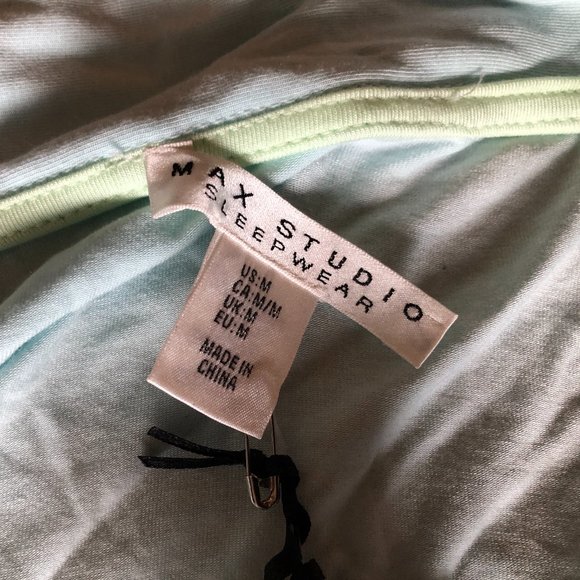 MAX STUDIO
SLEEPWEAR
US:M
CA:M/M
UK:M
EU:M
MADE IN
CHINA